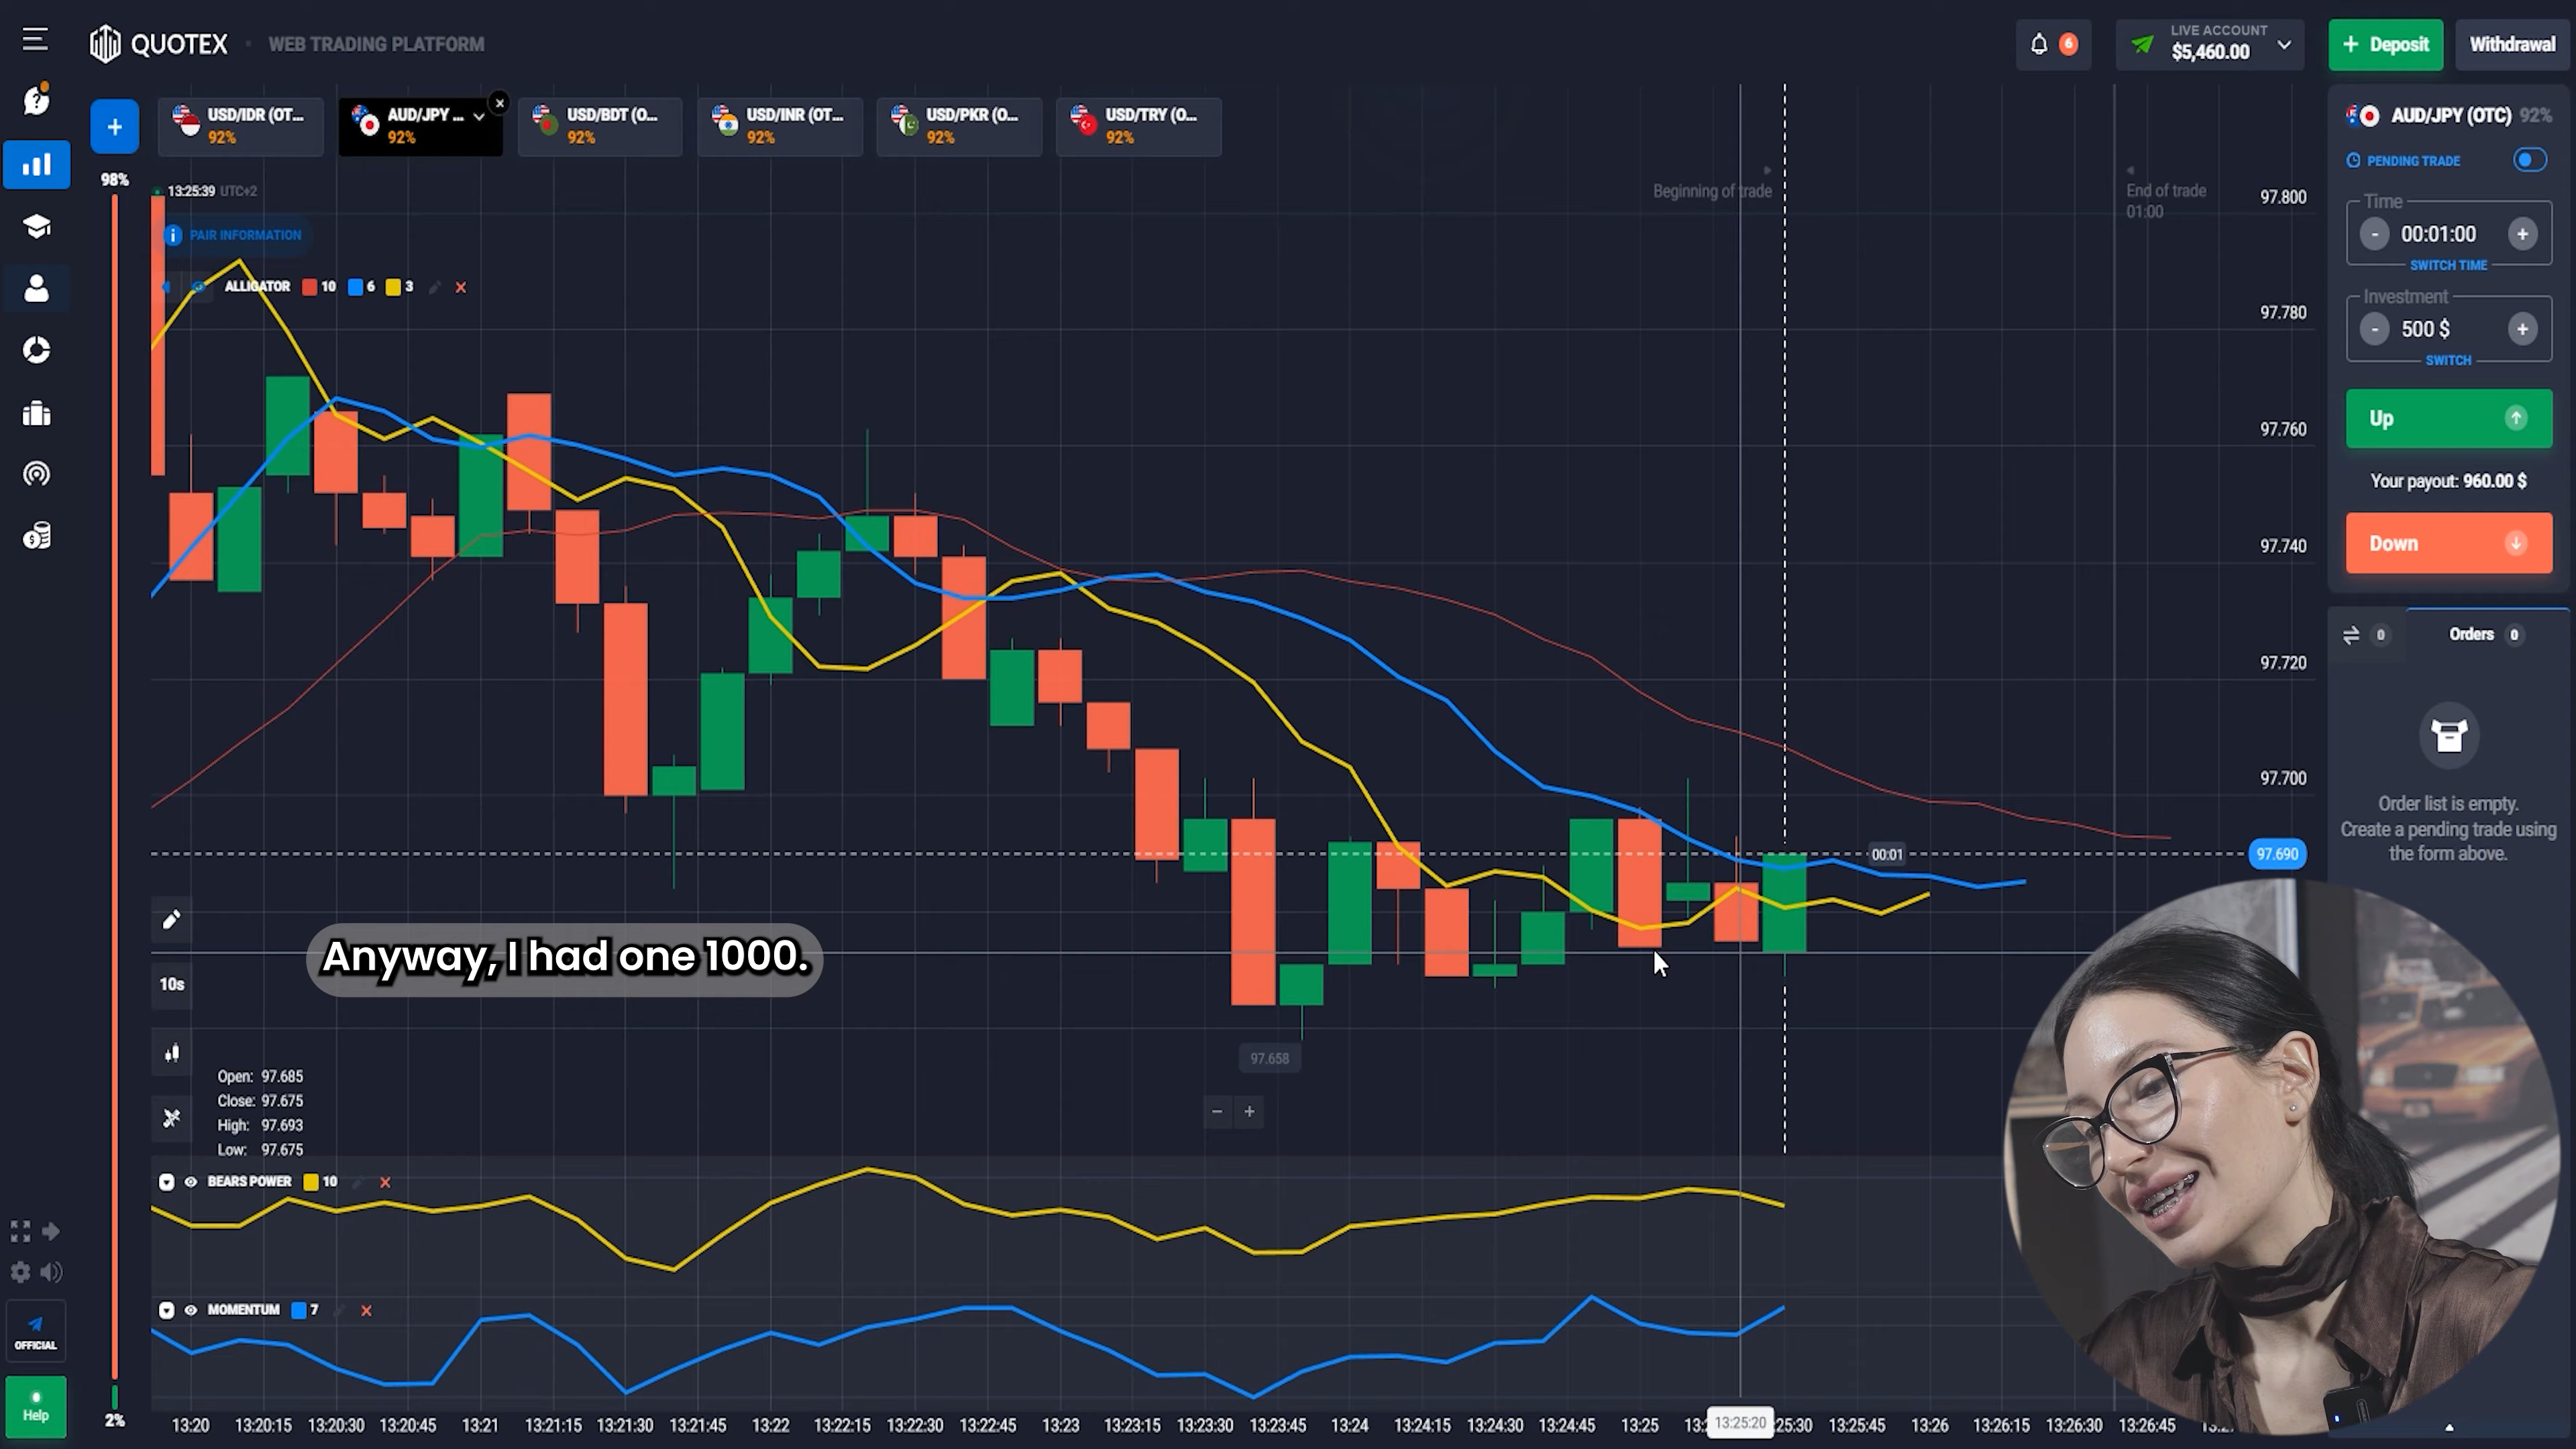 QUOTEX
WEB TRADING PLATFORM
6
LIVE ACCOUNT
$5,460.00
+ Deposit
Withdrawal
+
USD/IDR (OT...
92%
AUD/JPY ...
92%
USD/BDT (O...
92%
USD/INR (OT...
92%
USD/PKR (O...
92%
USD/TRY (O...
92%
98%
13:25:39 UTC+2
PAIR INFORMATION
ALLIGATOR 10 6 3
Beginning of trade
End of trade
01:00
97.800
97.780
97.760
97.740
97.720
97.700
97.690
00:01
AUD/JPY (OTC) 92%
PENDING TRADE
Time
- 00:01:00 +
SWITCH TIME
Investment
- 500 $ +
SWITCH
Up
Your payout: 960.00 $
Down
0
Orders 0
Order list is empty.
Create a pending trade using
the form above.
Anyway, I had one 1000.
10s
97.658
- +
Open: 97.685
Close: 97.675
High: 97.693
Low: 97.675
BEARS POWER 10
MOMENTUM 7
OFFICIAL
Help
2%
13:20 13:20:15 13:20:30 13:20:45 13:21 13:21:15 13:21:30 13:21:45 13:22 13:22:15 13:22:30 13:22:45 13:23 13:23:15 13:23:30 13:23:45 13:24 13:24:15 13:24:30 13:24:45 13:25 13:25:20 :25:30 13:25:45 13:26 13:26:15 13:26:30 13:26:45